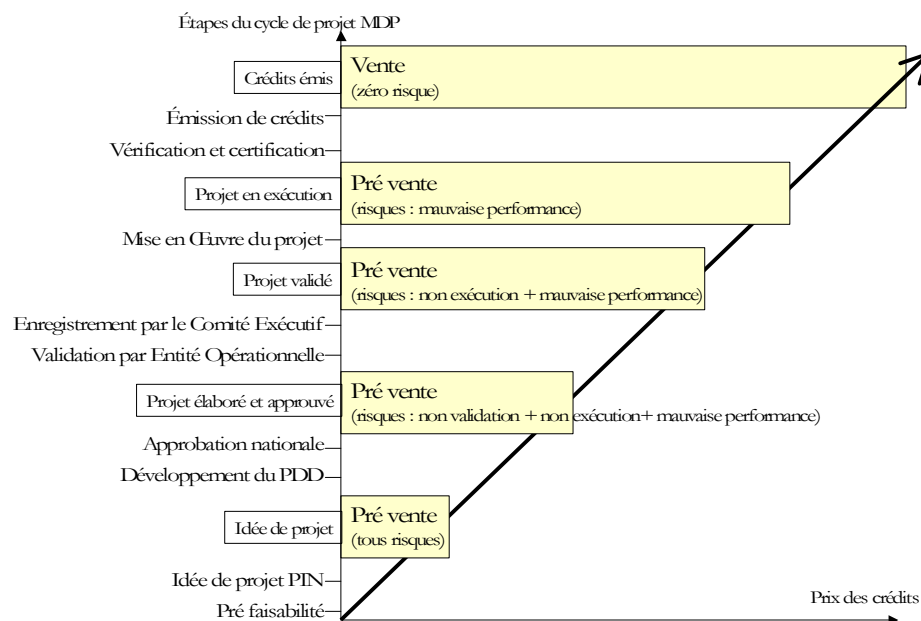 Étapes du cycle de projet MDP
Vente
Crédits émis
(zéro risque)
Émission de crédits
Vérification et certification
Pré vente
Projet en exécution
(risques : mauvaise performance)
Mise en Œuvre du projet
Pré vente
Projet validé
(risques : non exécution + mauvaise performance)
Enregistrement par le Comité Exécutif
Validation par Entité Opérationnelle
Pré vente
Projet élaboré et approuvé
(risques : non validation + non exécution+ mauvaise performance)
Approbation nationale
Développement du PDD
Pré vente
Idée de projet
(tous risques)
Idée de projet PIN
Prix des crédits
Pré faisabilité